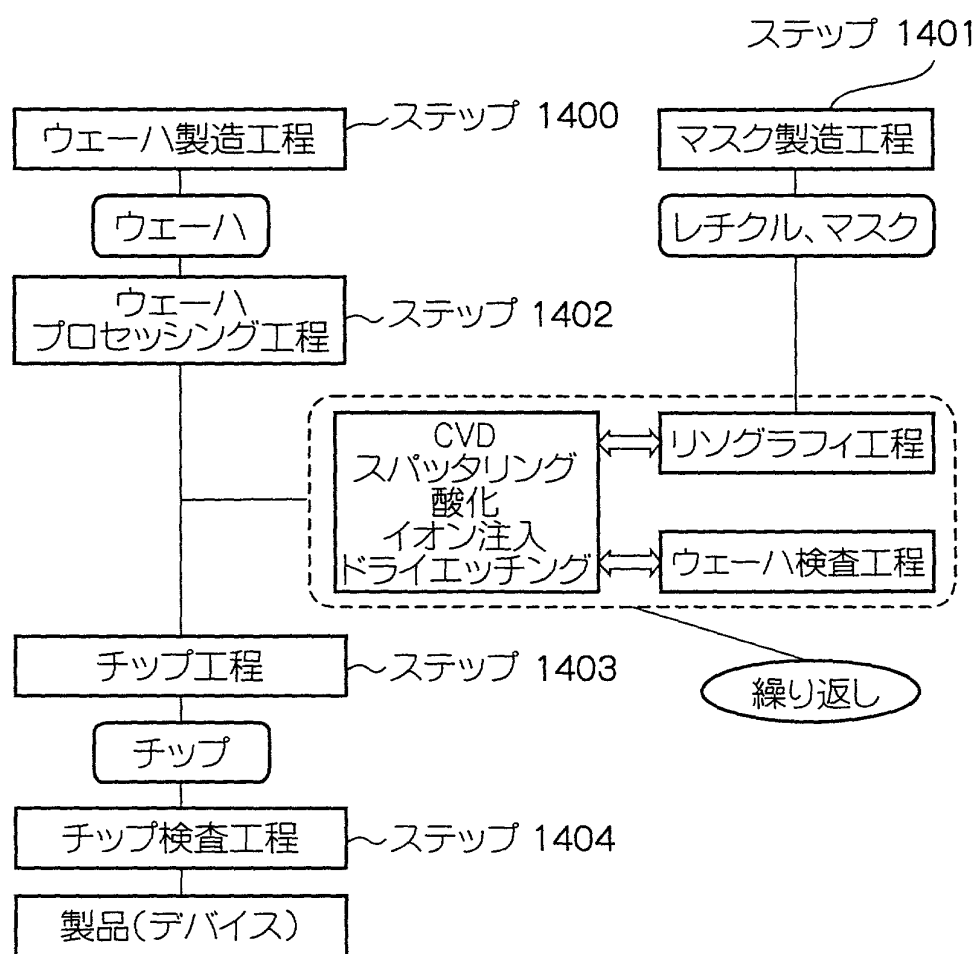 ステップ 1401
ウェーハ製造工程
ステップ 1400
マスク製造工程
ウェーハ
レチクル、マスク
ウェーハ
プロセッシング工程
ステップ 1402
CVD
スパッタリング
酸化
イオン注入
ドライエッチング
リソグラフィ工程
ウェーハ検査工程
チップ工程
ステップ 1403
繰り返し
チップ
チップ検査工程
ステップ 1404
製品(デバイス)